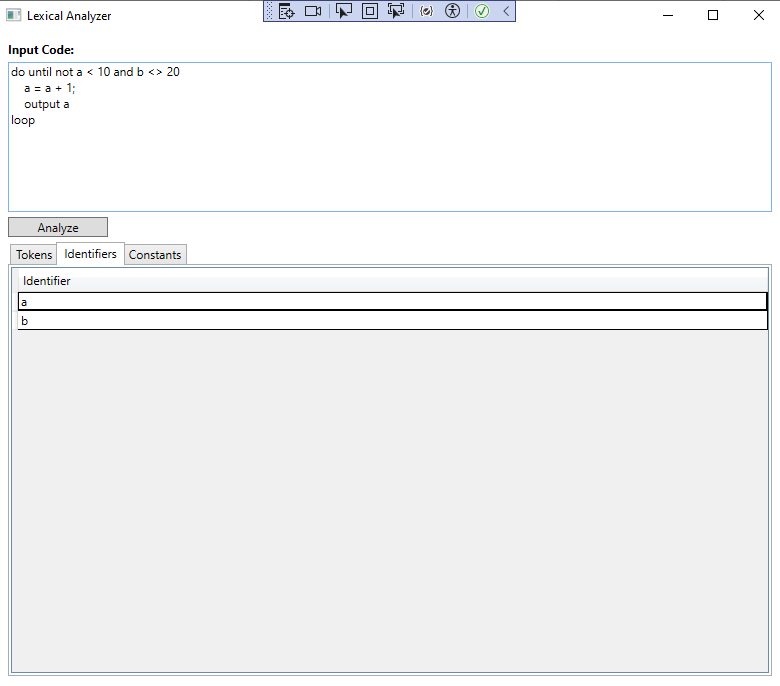 Lexical Analyzer
Input Code:
do until not a < 10 and b <> 20
    a = a + 1;
    output a
loop
Analyze
Tokens Identifiers Constants
Identifier
a
b